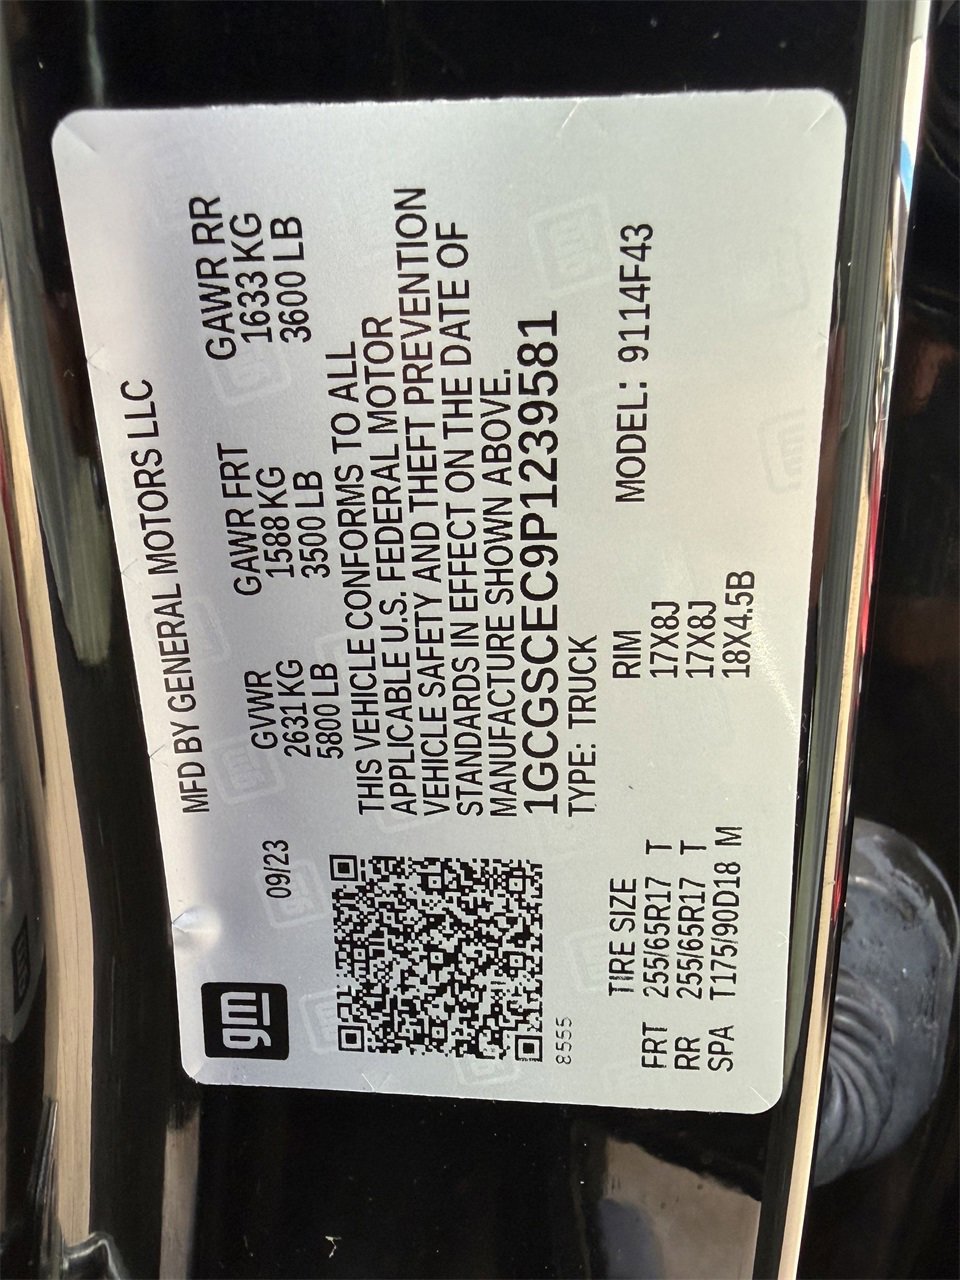 gm
09/23
MFD BY GENERAL MOTORS LLC
GVWR GAWR FRT GAWR RR
2631 KG 1588 KG 1633 KG
5800 LB 3500 LB 3600 LB
THIS VEHICLE CONFORMS TO ALL
APPLICABLE U.S. FEDERAL MOTOR
VEHICLE SAFETY AND THEFT PREVENTION
STANDARDS IN EFFECT ON THE DATE OF
MANUFACTURE SHOWN ABOVE.
1GCGSCEC9P1239581
TYPE: TRUCK
8555
TIRE SIZE RIM MODEL: 9114F43
FRT 255/65R17 T 17X8J
RR 255/65R17 T 17X8J
SPA T175/90D18 M 18X4.5B